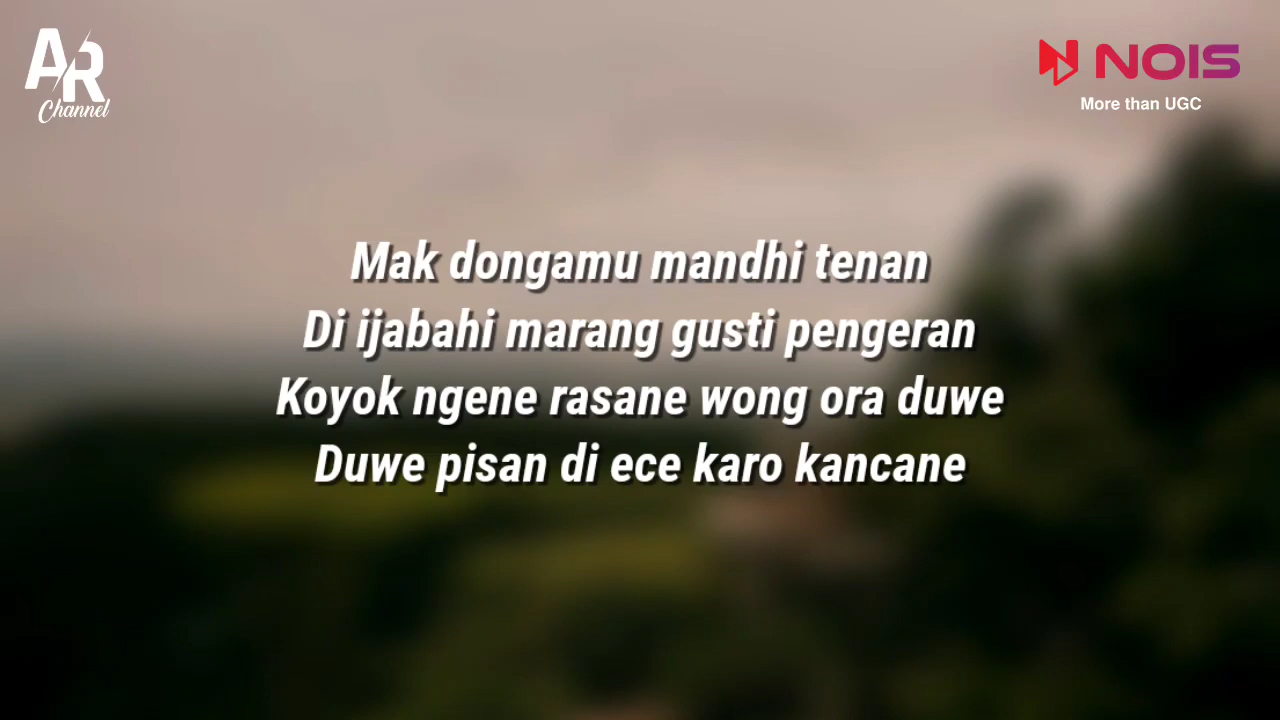 AR
Channel
NOIS
More than UGC
Mak dongamu mandhi tenan
Di ijabahi marang gusti pengeran
Koyok ngene rasane wong ora duwe
Duwe pisan di ece karo kancane